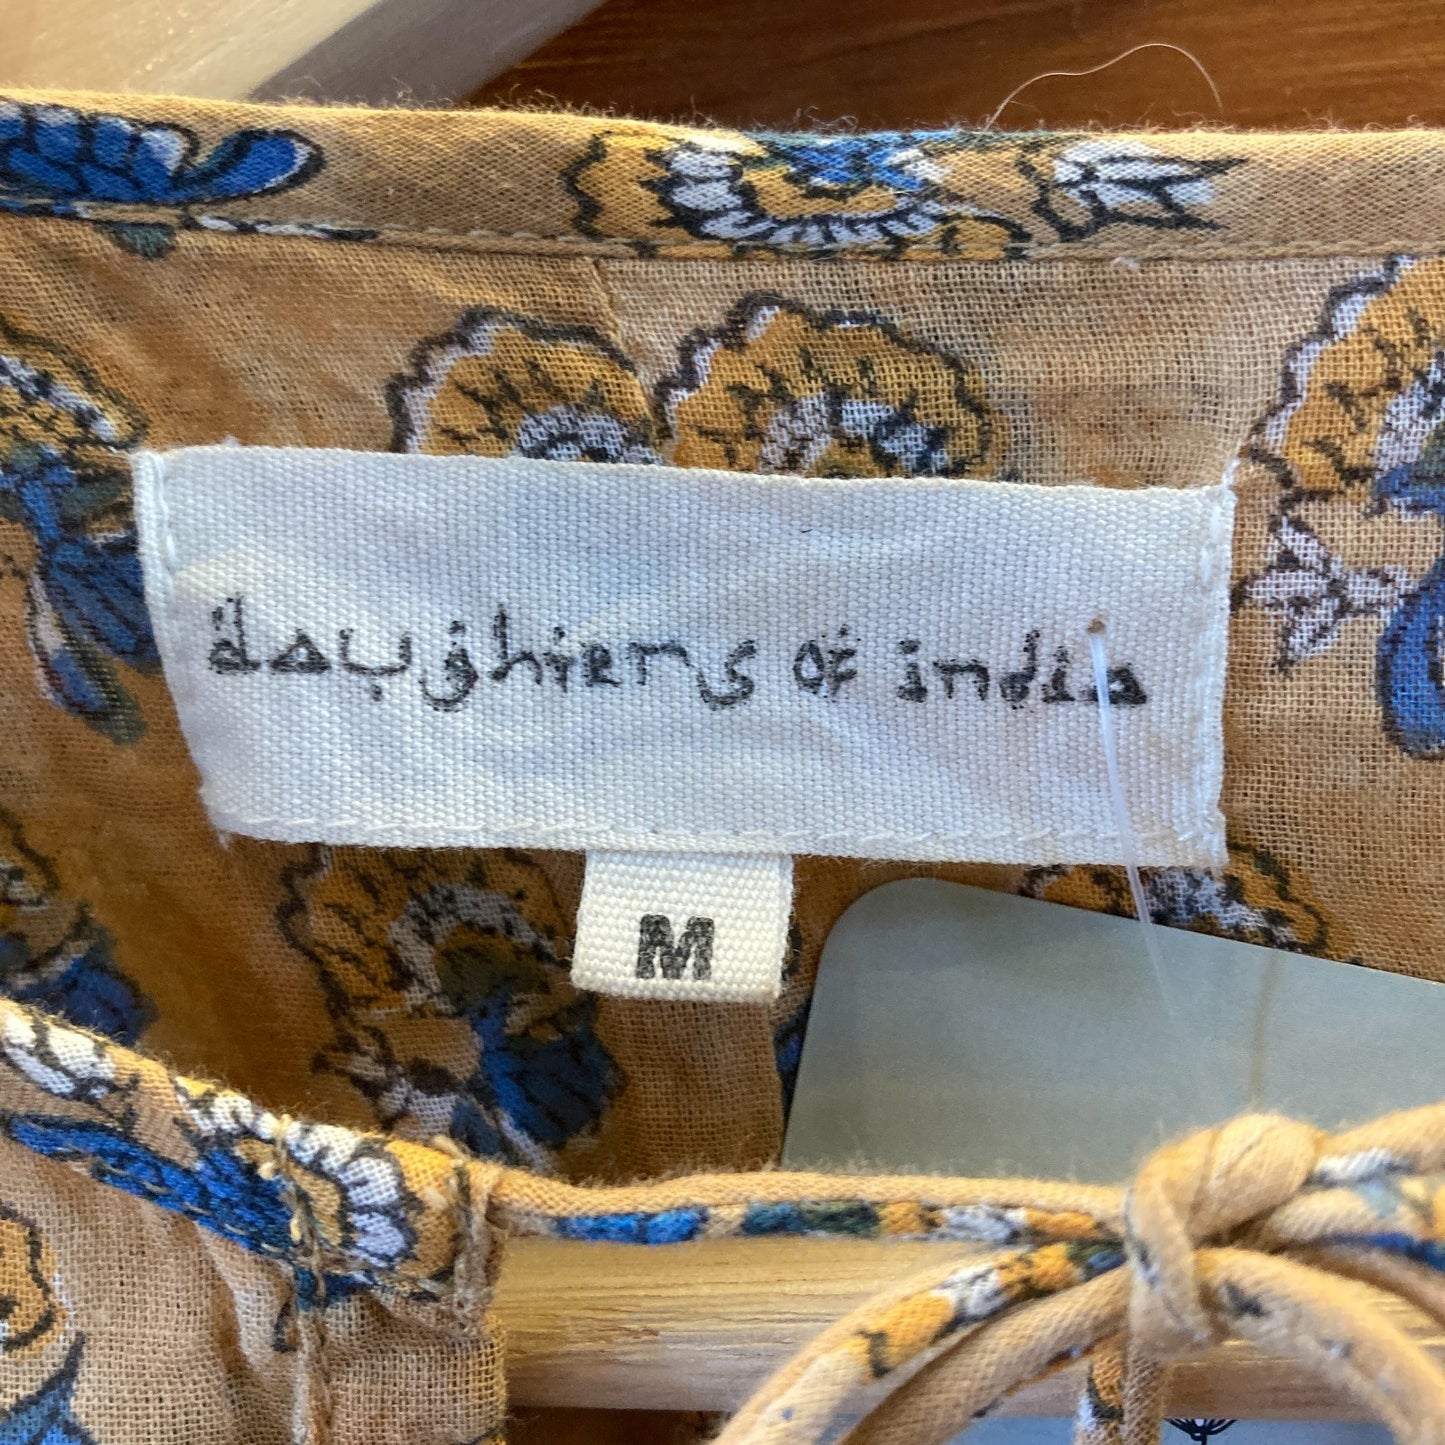 daughters of india
M